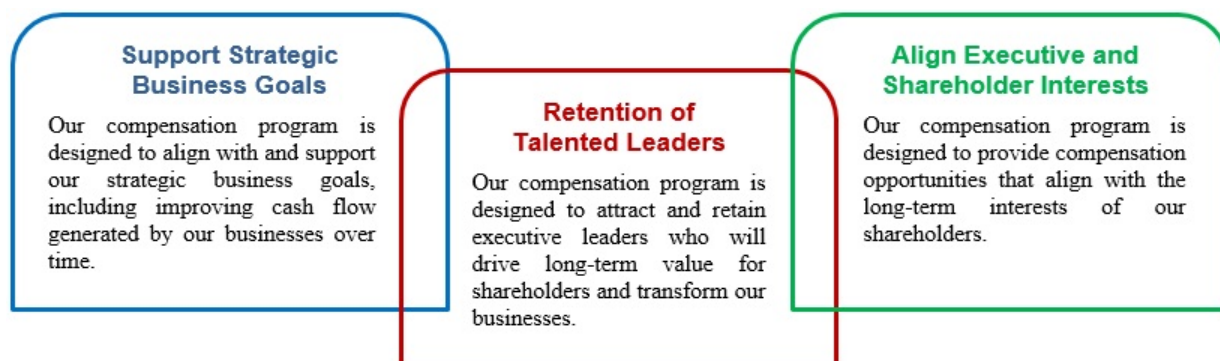 Support Strategic
Business Goals
Our compensation program is
designed to align with and support
our strategic business goals,
including improving cash flow
generated by our businesses over
time.
Retention of
Talented Leaders
Our compensation program is
designed to attract and retain
executive leaders who will
drive long-term value for
shareholders and transform our
businesses.
Align Executive and
Shareholder Interests
Our compensation program is
designed to provide compensation
opportunities that align with the
long-term interests of our
shareholders.